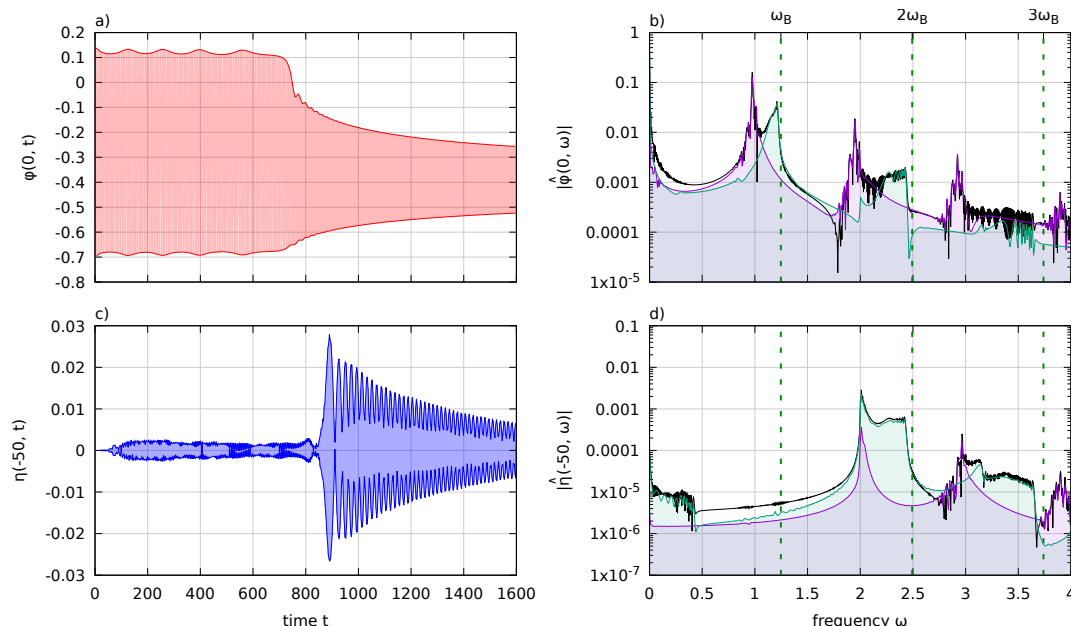 a)
0.2
0.1
0
-0.1
-0.2
-0.3
-0.4
-0.5
-0.6
-0.7
-0.8
φ(0, t)
b)
ω_B
2ω_B
3ω_B
1
0.1
0.01
0.001
0.0001
1x10^-5
|φ̂(0, ω)|
c)
0.03
0.02
0.01
0
-0.01
-0.02
-0.03
η(-50, t)
0 200 400 600 800 1000 1200 1400 1600
time t
d)
0.1
0.01
0.001
0.0001
1x10^-5
1x10^-6
1x10^-7
|η̂(-50, ω)|
0 0.5 1 1.5 2 2.5 3 3.5 4
frequency ω